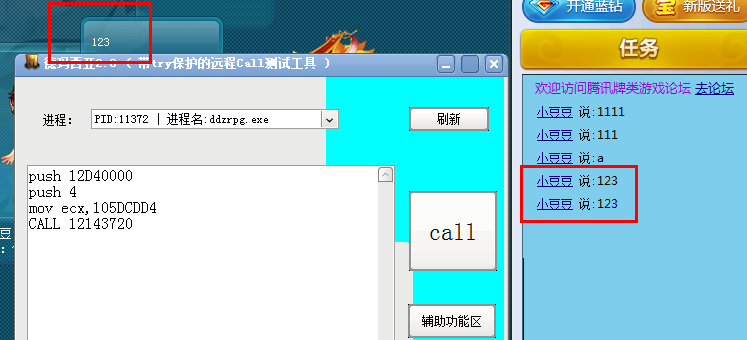 123
2.0 ( 带try保护的远程Call测试工具 )
进程:
PID:11372 | 进程名:ddzrpg.exe
刷新
push 12D40000
push 4
mov ecx,105DCDD4
CALL 12143720
call
辅助功能区
豆
开通蓝钻
宝 新版送礼
任务
欢迎访问腾讯牌类游戏论坛 去论坛
小豆豆 说:1111
小豆豆 说:111
小豆豆 说:a
小豆豆 说:123
小豆豆 说:123